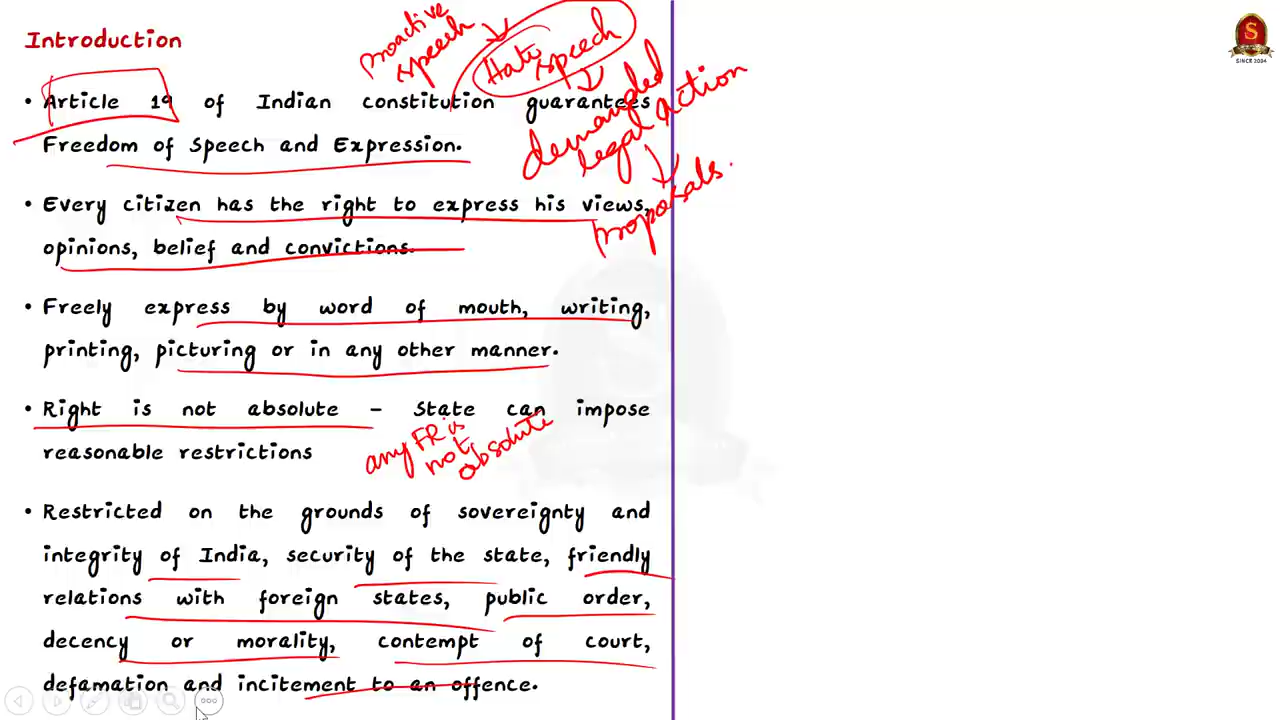 Introduction
proactive
speech
Hate
speech
demanded
legal action
proposals.
• Article 19 of Indian constitution guarantees
Freedom of Speech and Expression.
• Every citizen has the right to express his views,
opinions, belief and convictions.
• Freely express by word of mouth, writing,
printing, picturing or in any other manner.
• Right is not absolute – State can impose
reasonable restrictions
any FR is
not
absolute
• Restricted on the grounds of sovereignty and
integrity of India, security of the state, friendly
relations with foreign states, public order,
decency or morality, contempt of court,
defamation and incitement to an offence.
S
SINCE 2004